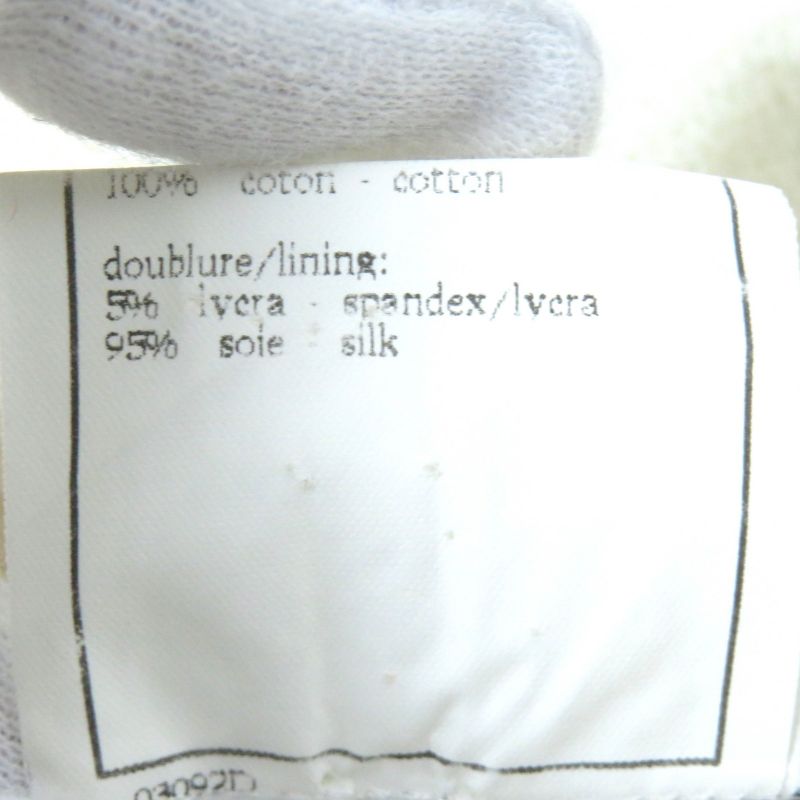 100% coton - cotton
doublure/lining:
5% lycra - spandex/lycra
95% soie - silk